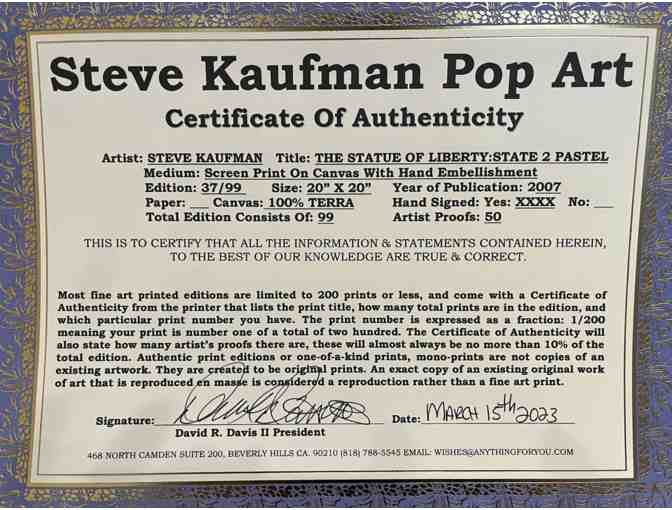 Steve Kaufman Pop Art
Certificate Of Authenticity
Artist: STEVE KAUFMAN Title: THE STATUE OF LIBERTY:STATE 2 PASTEL
Medium: Screen Print On Canvas With Hand Embellishment
Edition: 37/99 Size: 20” X 20” Year of Publication: 2007
Paper: ___ Canvas: 100% TERRA Hand Signed: Yes: XXXX No: ___
Total Edition Consists Of: 99 Artist Proofs: 50
THIS IS TO CERTIFY THAT ALL THE INFORMATION & STATEMENTS CONTAINED HEREIN,
TO THE BEST OF OUR KNOWLEDGE ARE TRUE & CORRECT.
Most fine art printed editions are limited to 200 prints or less, and come with a Certificate of
Authenticity from the printer that lists the print title, how many total prints are in the edition, and
which particular print number you have. The print number is expressed as a fraction: 1/200
meaning your print is number one of a total of two hundred. The Certificate of Authenticity will
also state how many artist’s proofs there are, these will almost always be no more than 10% of the
total edition. Authentic print editions or one-of-a-kind prints, mono-prints are not copies of an
existing artwork. They are created to be original prints. An exact copy of an existing original work
of art that is reproduced en masse is considered a reproduction rather than a fine art print.
Signature: Date: MARCH 15th 2023
David R. Davis II President
468 NORTH CAMDEN SUITE 200, BEVERLY HILLS CA. 90210 (818) 788-5545 EMAIL: WISHES@ANYTHINGFORYOU.COM